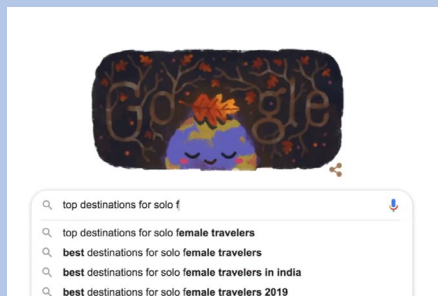 Google
top destinations for solo f
top destinations for solo female travelers
best destinations for solo female travelers
best destinations for solo female travelers in india
best destinations for solo female travelers 2019